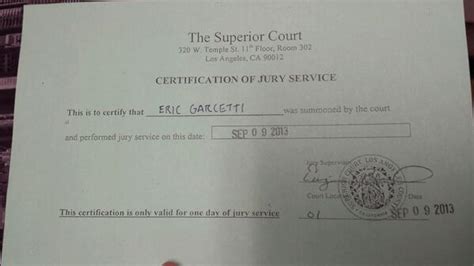 The Superior Court
320 W. Temple St. 11th Floor, Room 302
Los Angeles, CA 90012
CERTIFICATION OF JURY SERVICE
This is to certify that ERIC GARCETTI was summoned by the court
and performed jury service on this date: SEP 09 2013
Jury Supervisor
Court Location Date
01 SEP 09 2013
This certification is only valid for one day of jury service